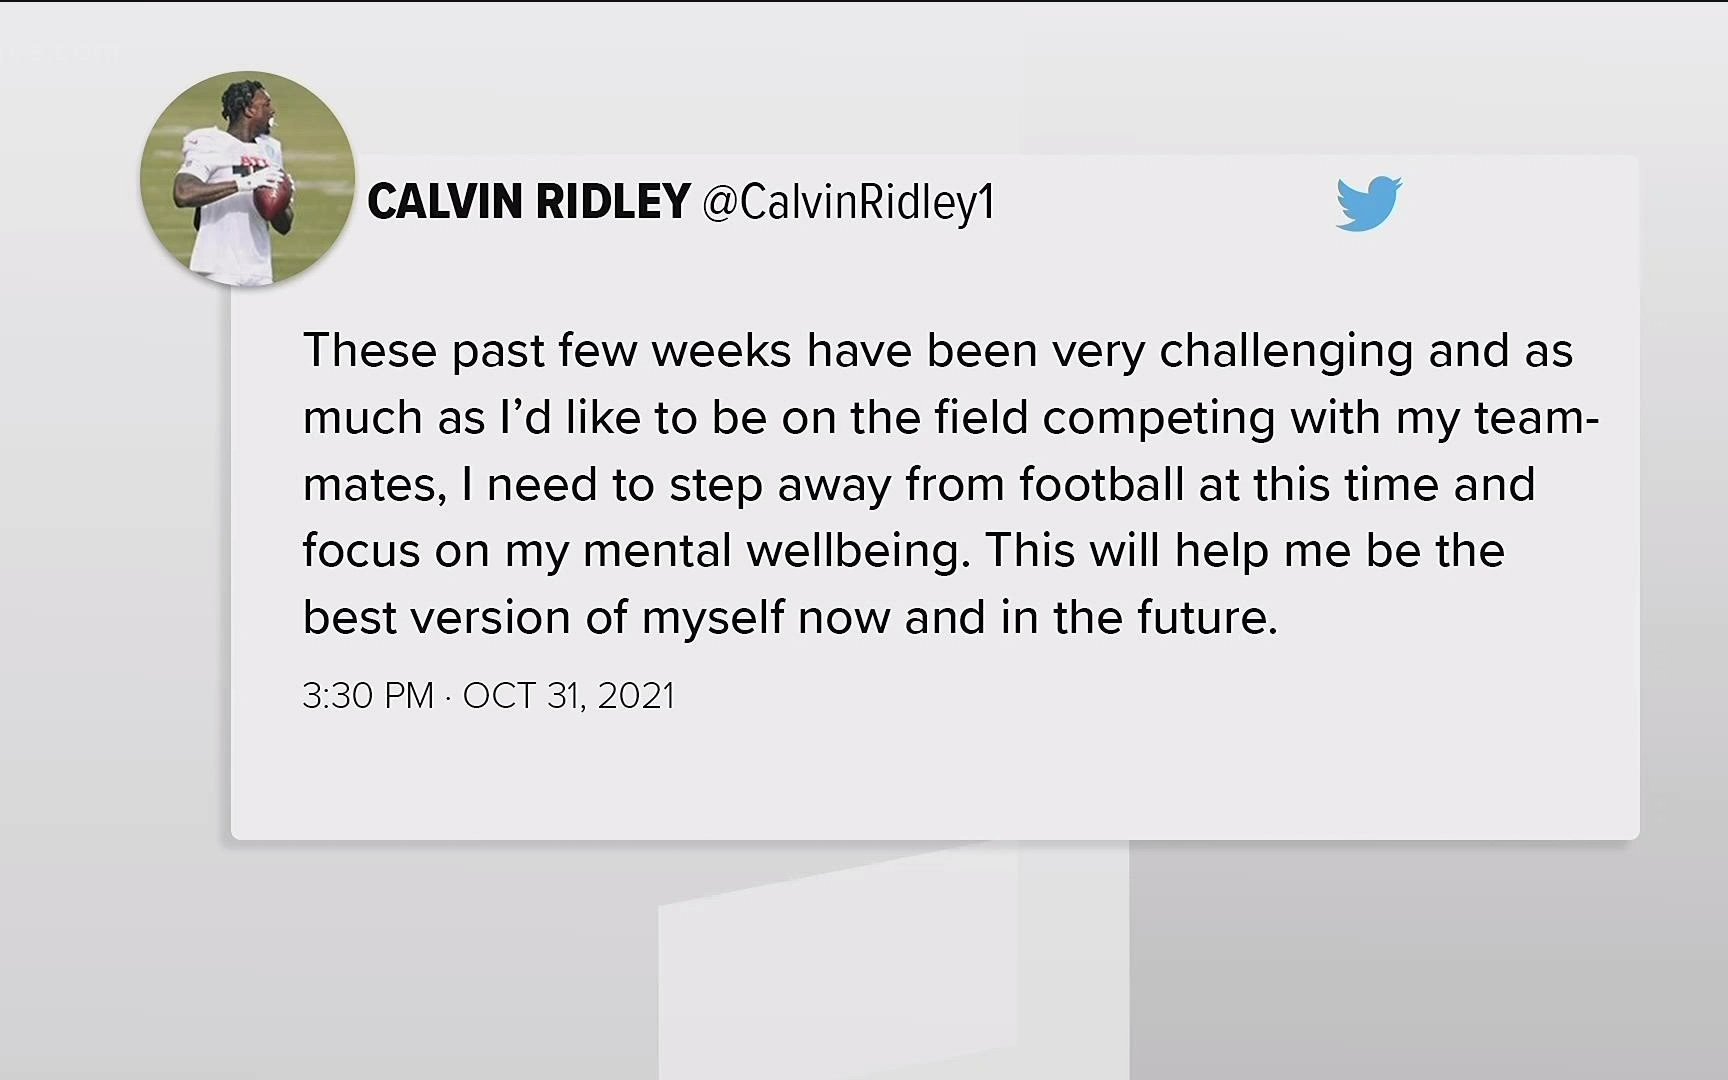 CALVIN RIDLEY @CalvinRidley1
These past few weeks have been very challenging and as
much as I’d like to be on the field competing with my team-
mates, I need to step away from football at this time and
focus on my mental wellbeing. This will help me be the
best version of myself now and in the future.
3:30 PM · OCT 31, 2021